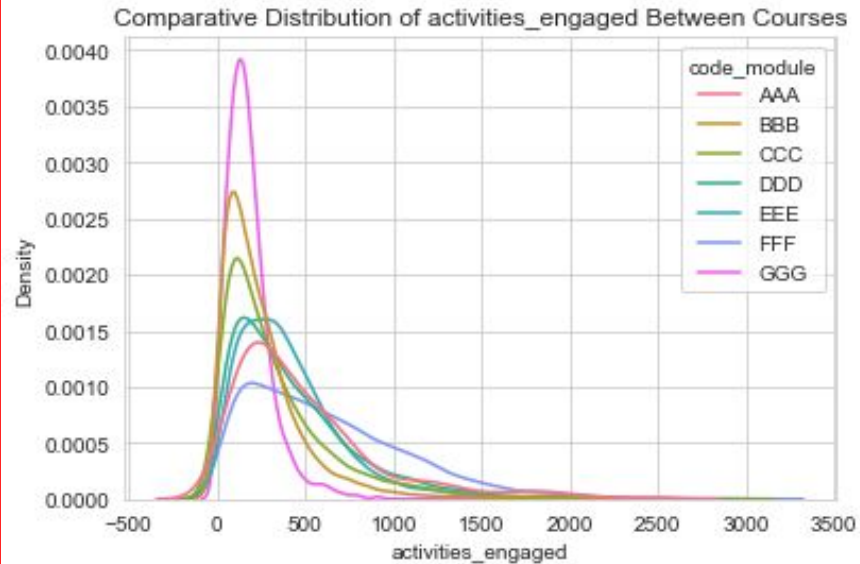 Comparative Distribution of activities_engaged Between Courses
code_module
AAA
BBB
CCC
DDD
EEE
FFF
GGG
0.0040
0.0035
0.0030
0.0025
0.0020
0.0015
0.0010
0.0005
0.0000
Density
−500
0
500
1000
1500
2000
2500
3000
3500
activities_engaged